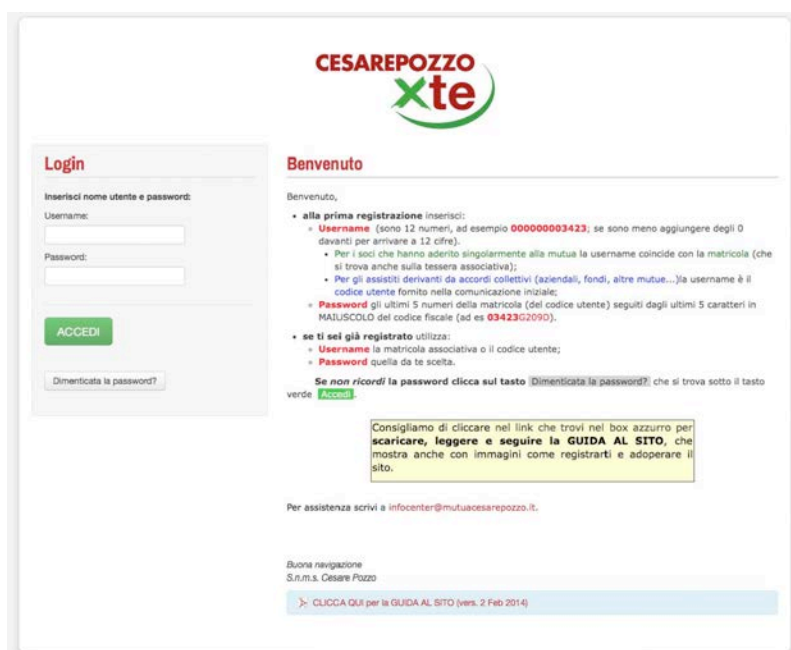 CESAREPOZZO
xte
Login
Inserisci nome utente e password:
Username:
Password:
ACCEDI
Dimenticata la password?
Benvenuto
Benvenuto,
• alla prima registrazione inserisci:
Username (sono 12 numeri, ad esempio 000000003423; se sono meno aggiungere degli 0
davanti per arrivare a 12 cifre).
• Per i soci che hanno aderito singolarmente alla mutua la username coincide con la matricola (che
si trova anche sulla tessera associativa);
• Per gli assistiti derivanti da accordi collettivi (aziendali, fondi, altre mutue...)la username è il
codice utente fornito nella comunicazione iniziale;
Password gli ultimi 5 numeri della matricola (del codice utente) seguiti dagli ultimi 5 caratteri in
MAIUSCOLO del codice fiscale (ad es 03423G209D).
• se ti sei già registrato utilizza:
Username la matricola associativa o il codice utente;
Password quella da te scelta.
Se non ricordi la password clicca sul tasto Dimenticata la password? che si trova sotto il tasto
verde Accedi.
Consigliamo di cliccare nel link che trovi nel box azzurro per
scaricare, leggere e seguire la GUIDA AL SITO, che
mostra anche con immagini come registrarti e adoperare il
sito.
Per assistenza scrivi a infocenter@mutuacesarepozzo.it.
Buona navigazione
S.n.m.s. Cesare Pozzo
CLICCA QUI per la GUIDA AL SITO (vers. 2 Feb 2014)